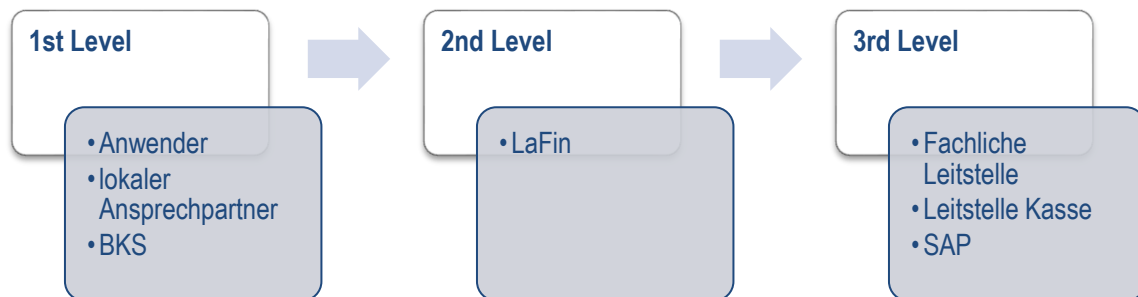 1st Level
• Anwender
• lokaler
Ansprechpartner
• BKS
2nd Level
• LaFin
3rd Level
• Fachliche
Leitstelle
• Leitstelle Kasse
• SAP